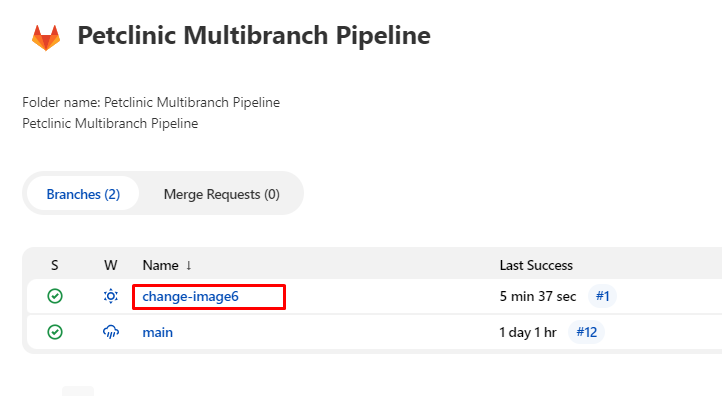 Petclinic Multibranch Pipeline
Folder name: Petclinic Multibranch Pipeline
Petclinic Multibranch Pipeline
Branches (2) Merge Requests (0)
S W Name ↓ Last Success
change-image6 5 min 37 sec #1
main 1 day 1 hr #12